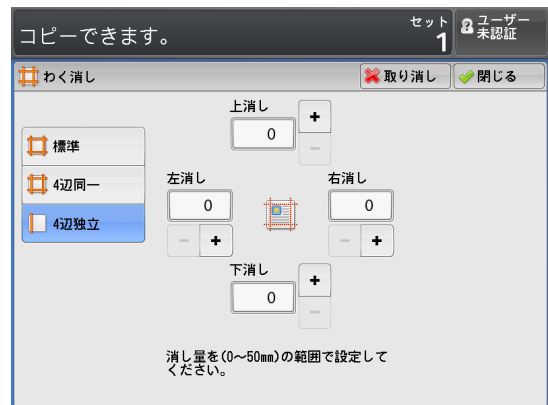 コピーできます。
セット
1
ユーザー
未認証
わく消し
取り消し
閉じる
標準
4辺同一
4辺独立
上消し
0
+
-
左消し
0
- +
右消し
0
- +
下消し
0
+
-
消し量を(0〜50mm)の範囲で設定して
ください。